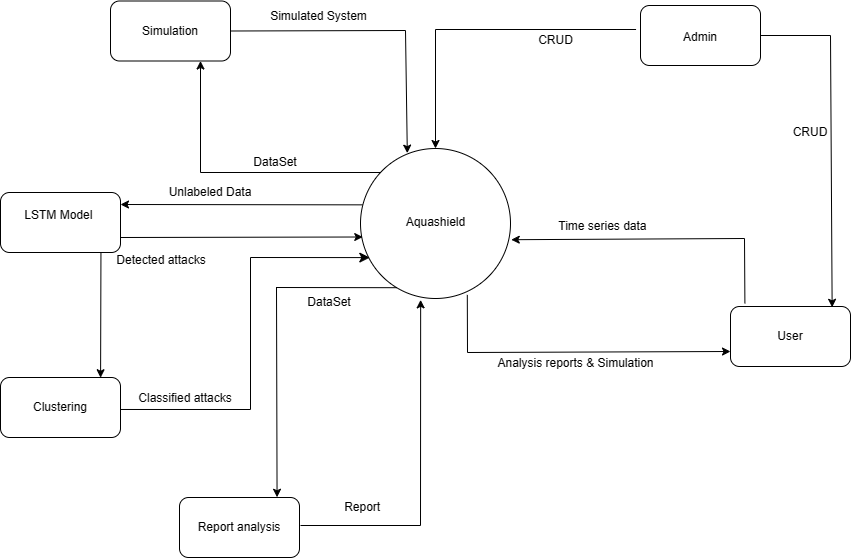 Simulated System
Simulation
CRUD
Admin
CRUD
DataSet
Unlabeled Data
LSTM Model
Aquashield
Time series data
Detected attacks
DataSet
User
Analysis reports & Simulation
Clustering
Classified attacks
Report
Report analysis